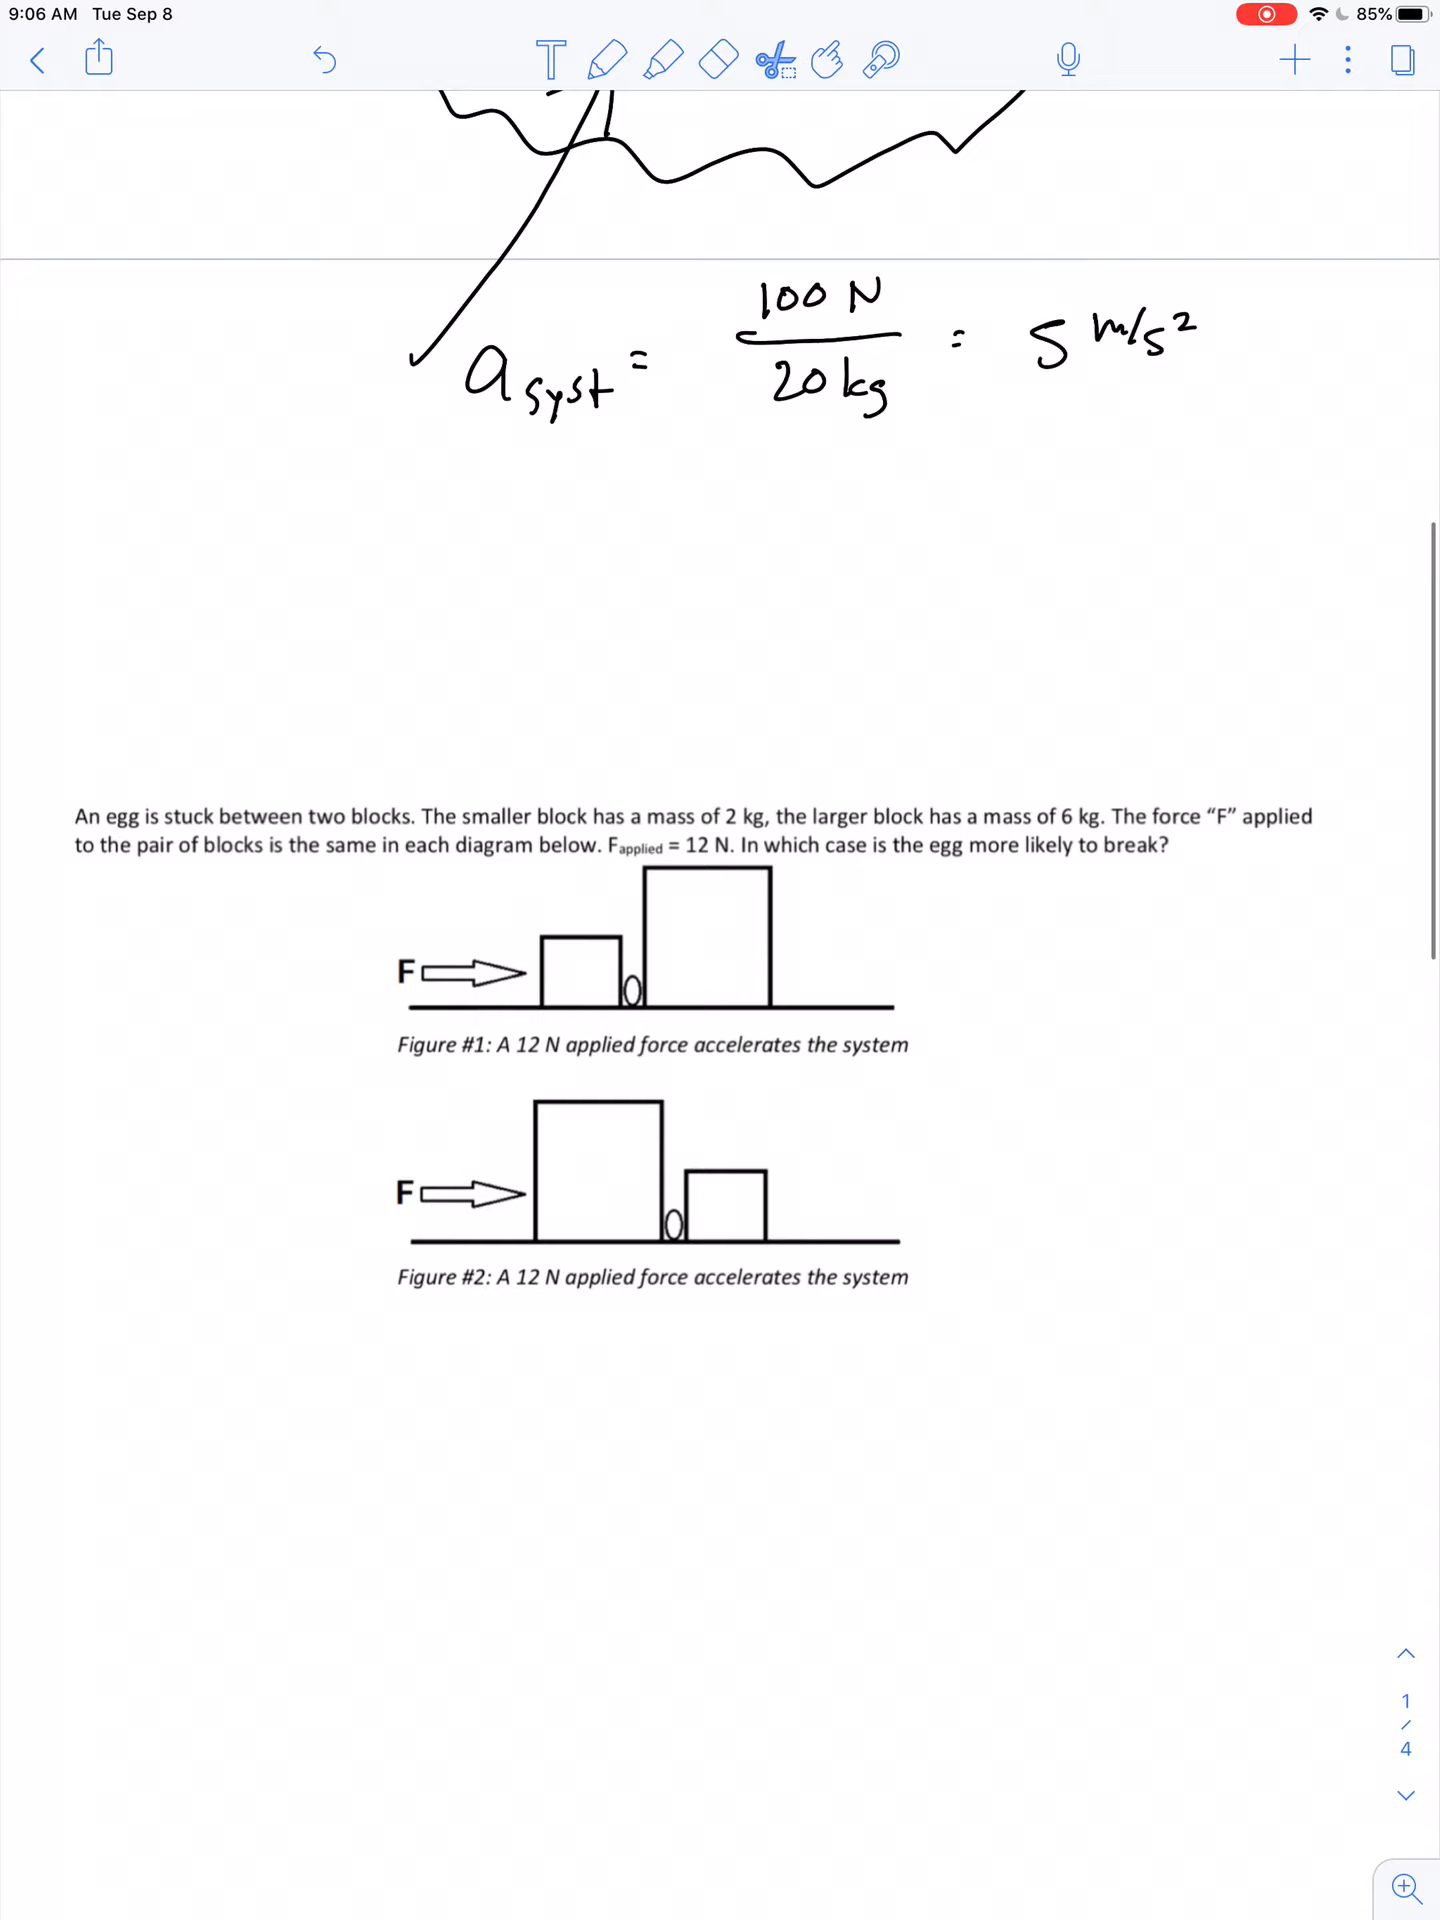 9:06 AM Tue Sep 8
85%
T
a syst = 100 N / 20 kg = 5 m/s²
An egg is stuck between two blocks. The smaller block has a mass of 2 kg, the larger block has a mass of 6 kg. The force “F” applied
to the pair of blocks is the same in each diagram below. Fapplied = 12 N. In which case is the egg more likely to break?
F
Figure #1: A 12 N applied force accelerates the system
F
Figure #2: A 12 N applied force accelerates the system
1
/
4